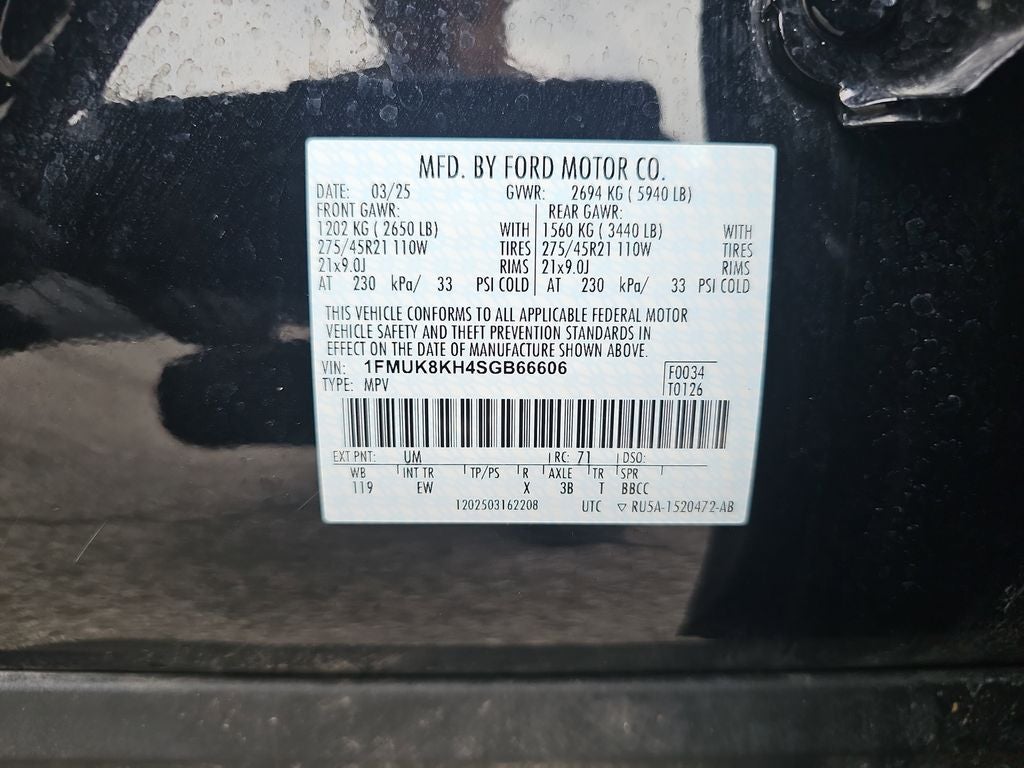 MFD. BY FORD MOTOR CO.
DATE: 03/25 GVWR: 2694 KG ( 5940 LB)
FRONT GAWR: REAR GAWR:
1202 KG ( 2650 LB) WITH 1560 KG ( 3440 LB) WITH
275/45R21 110W TIRES 275/45R21 110W TIRES
21x9.0J RIMS 21x9.0J RIMS
AT 230 kPa/ 33 PSI COLD AT 230 kPa/ 33 PSI COLD
THIS VEHICLE CONFORMS TO ALL APPLICABLE FEDERAL MOTOR
VEHICLE SAFETY AND THEFT PREVENTION STANDARDS IN
EFFECT ON THE DATE OF MANUFACTURE SHOWN ABOVE.
VIN: 1FMUK8KH4SGB66606 F0034
TYPE: MPV T0126
EXT PNT: UM RC: 71 DSO:
WB INT TR TP/PS R AXLE TR SPR
119 EW X 3B T BBCC
1202503162208 UTC ▽ RU5A-1520472-AB